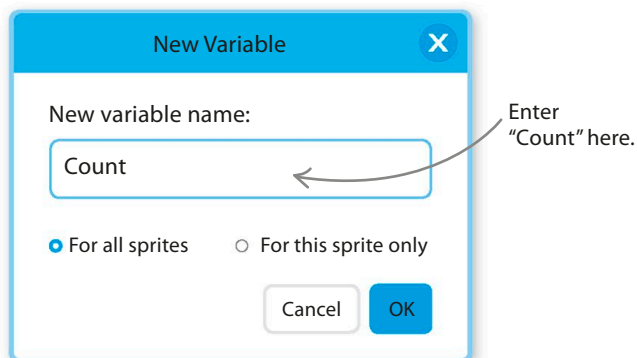 New Variable
X
New variable name:
Count
Enter
“Count” here.
For all sprites
For this sprite only
Cancel
OK